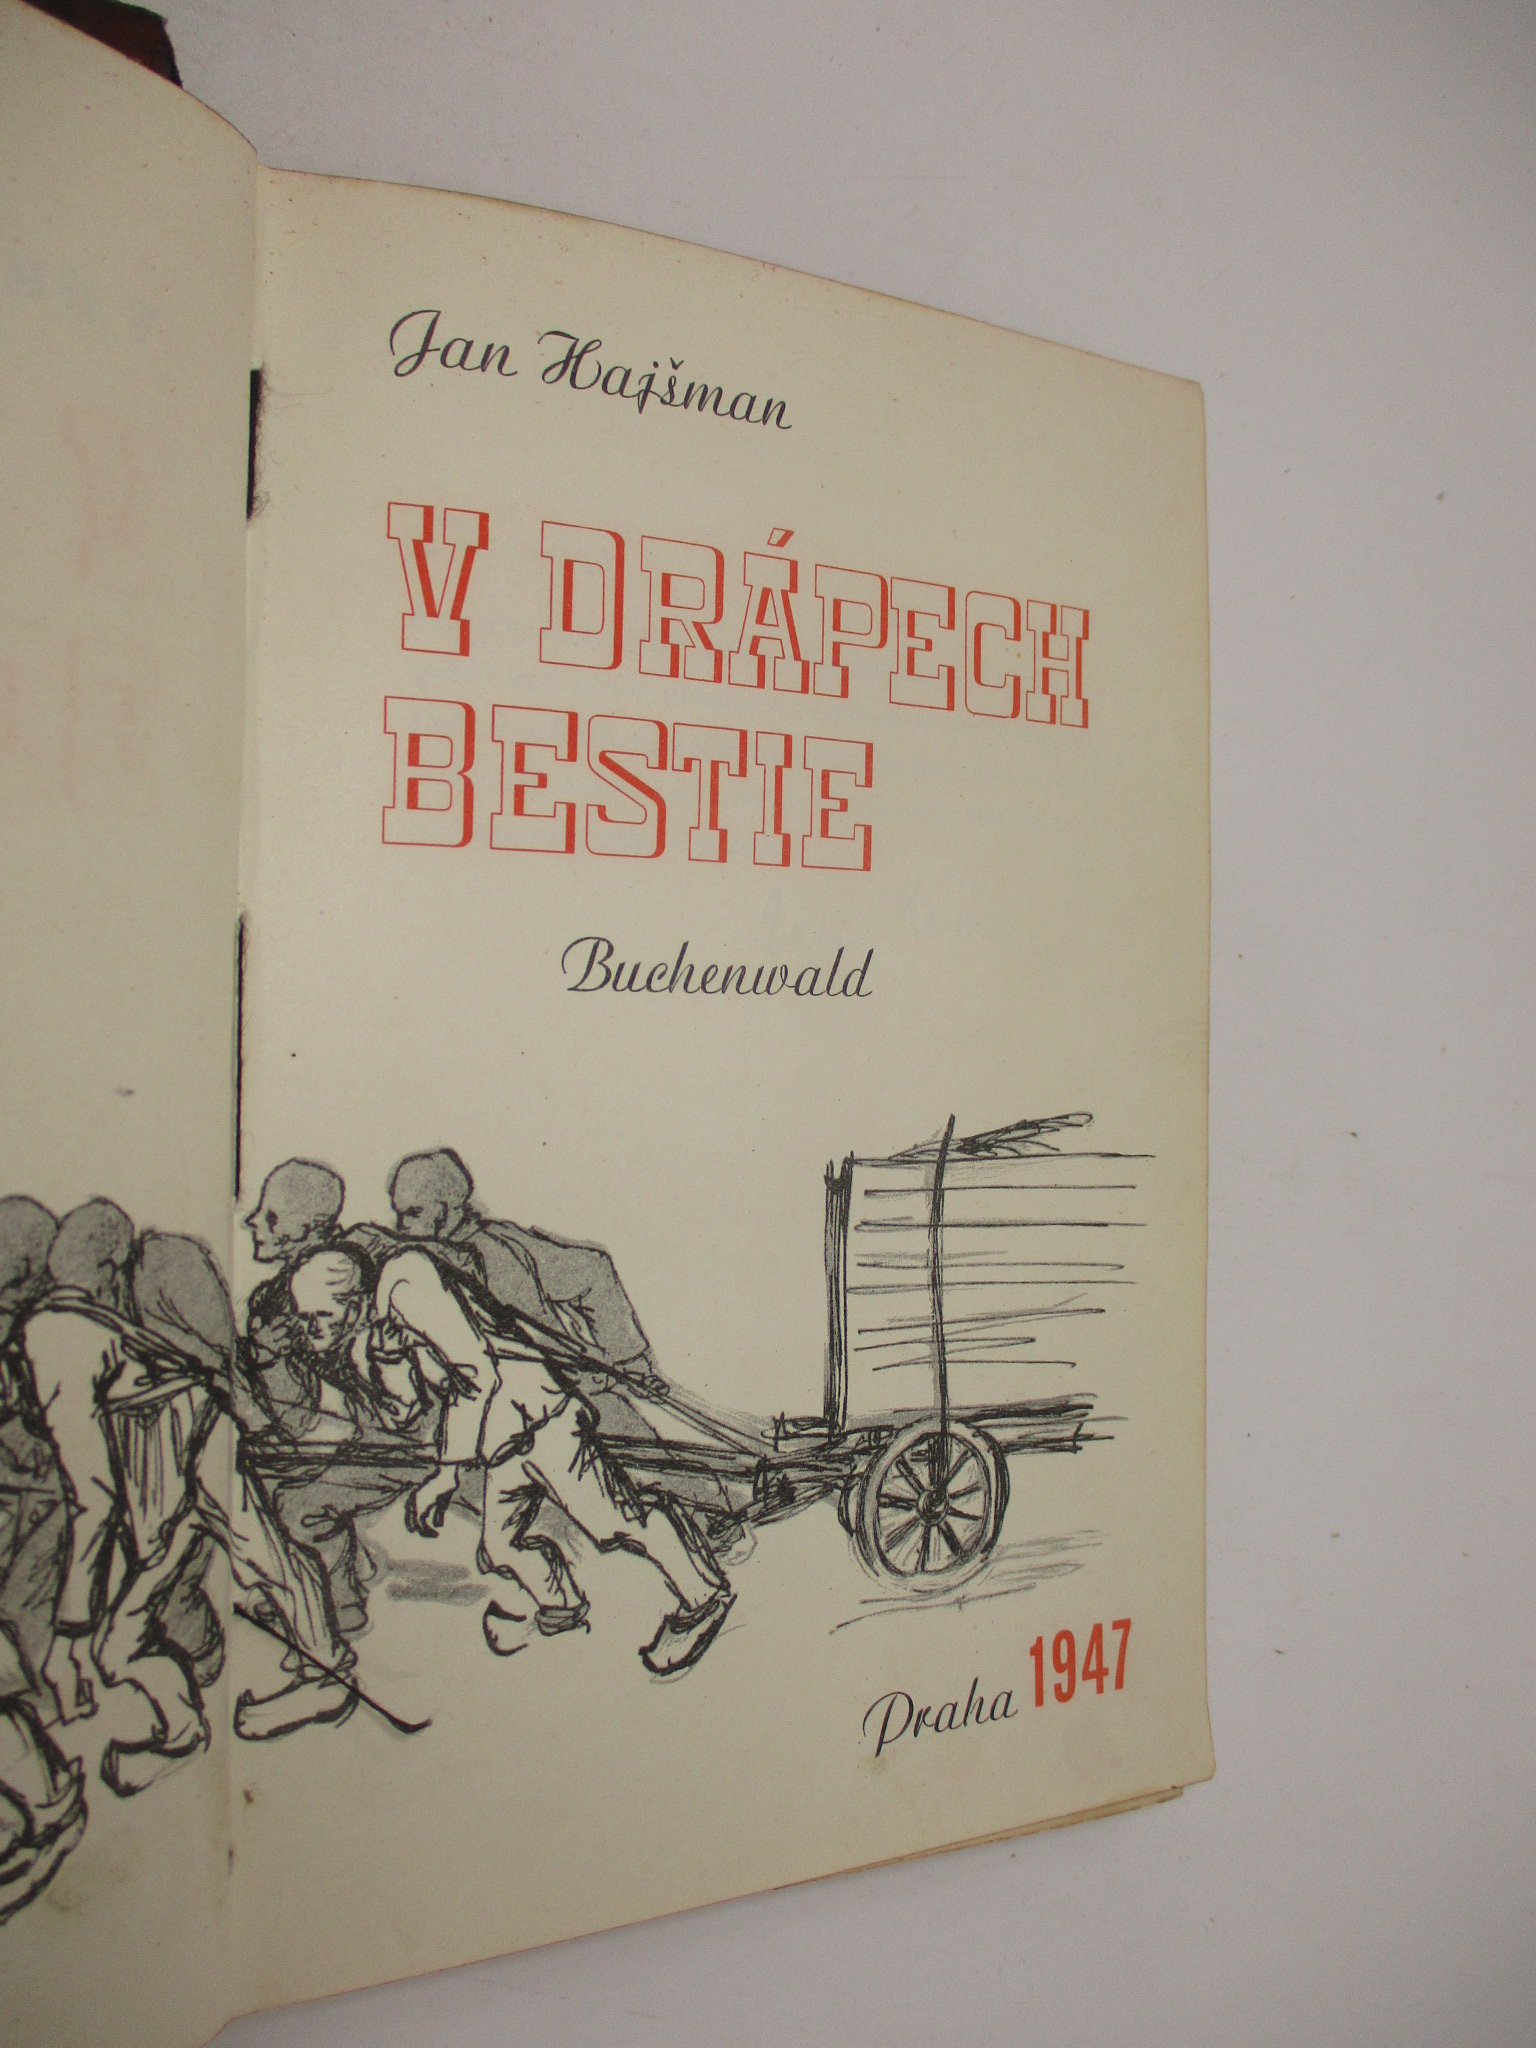 Jan Hajšman
V DRÁPECH
BESTIE
Buchenwald
Praha 1947